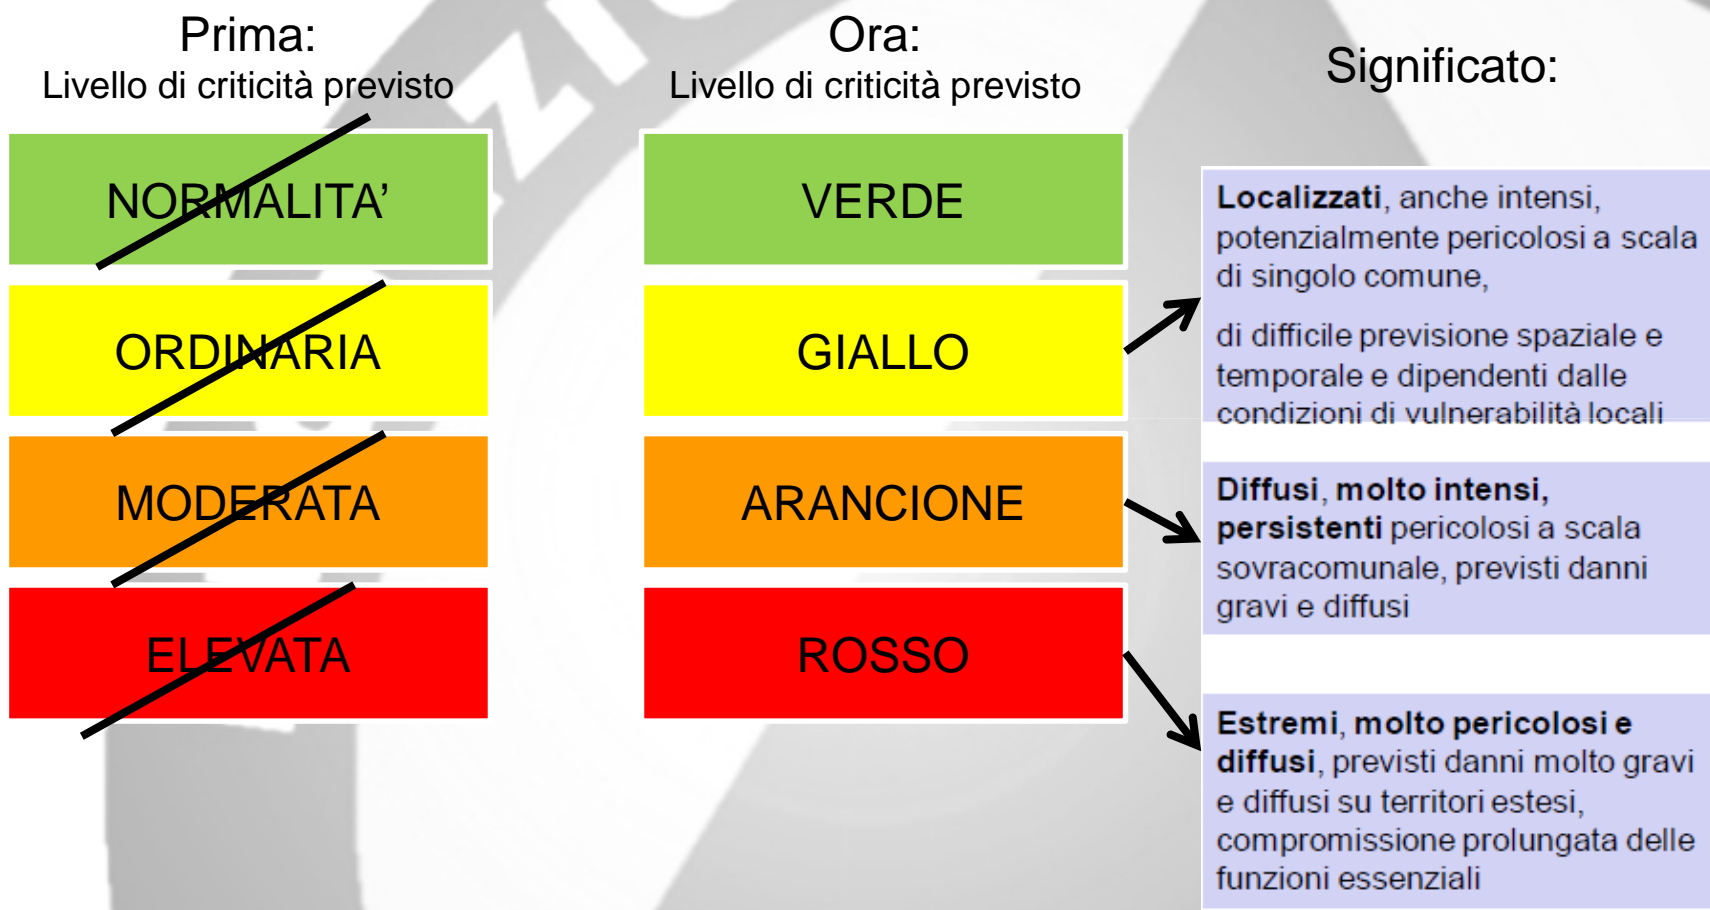 Prima:
Livello di criticità previsto
NORMALITA’
ORDINARIA
MODERATA
ELEVATA
Ora:
Livello di criticità previsto
VERDE
GIALLO
ARANCIONE
ROSSO
Significato:
Localizzati, anche intensi,
potenzialmente pericolosi a scala
di singolo comune,
di difficile previsione spaziale e
temporale e dipendenti dalle
condizioni di vulnerabilità locali
Diffusi, molto intensi,
persistenti pericolosi a scala
sovracomunale, previsti danni
gravi e diffusi
Estremi, molto pericolosi e
diffusi, previsti danni molto gravi
e diffusi su territori estesi,
compromissione prolungata delle
funzioni essenziali